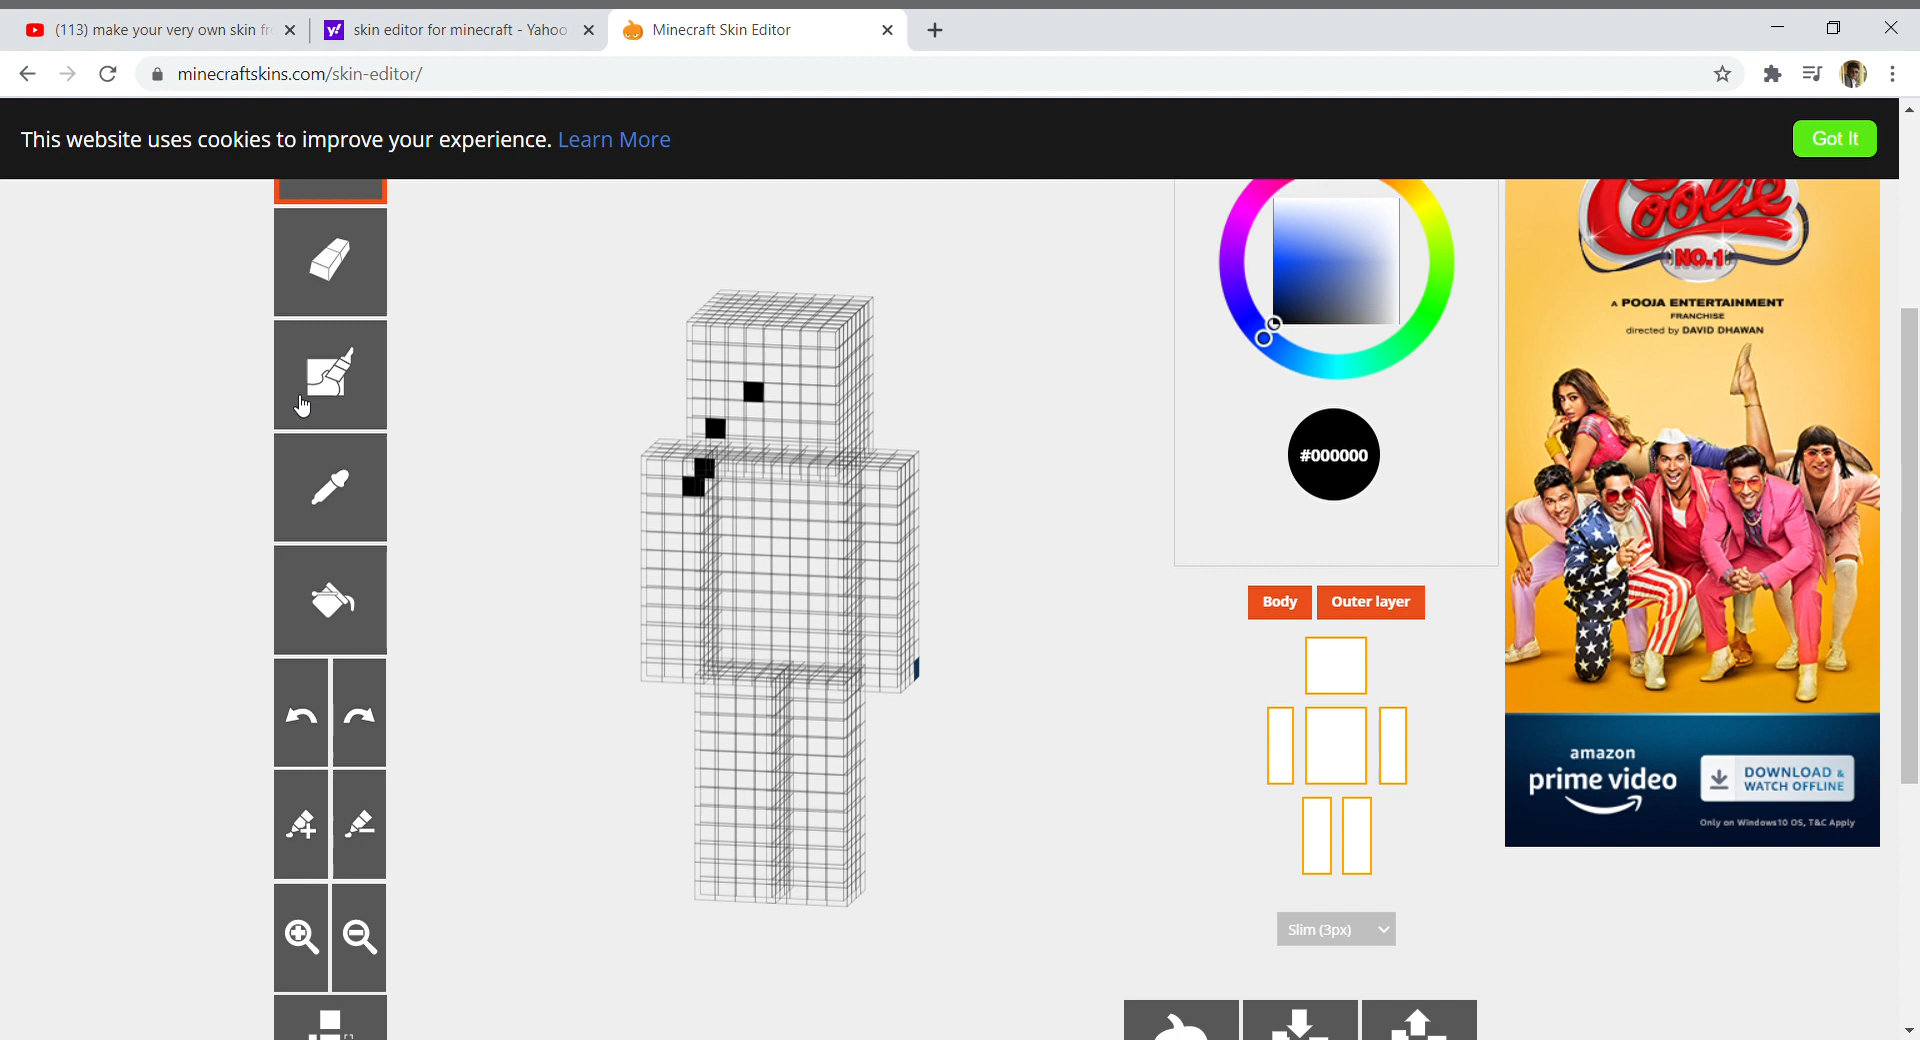 (113) make your very own skin fr
skin editor for minecraft - Yahoo
Minecraft Skin Editor
minecraftskins.com/skin-editor/
This website uses cookies to improve your experience. Learn More
Got It
Coolie
NO.1
A POOJA ENTERTAINMENT
FRANCHISE
directed by DAVID DHAWAN
#000000
Body
Outer layer
amazon
prime video
DOWNLOAD &
WATCH OFFLINE
Only on Windows10 OS, T&C Apply
Slim (3px)